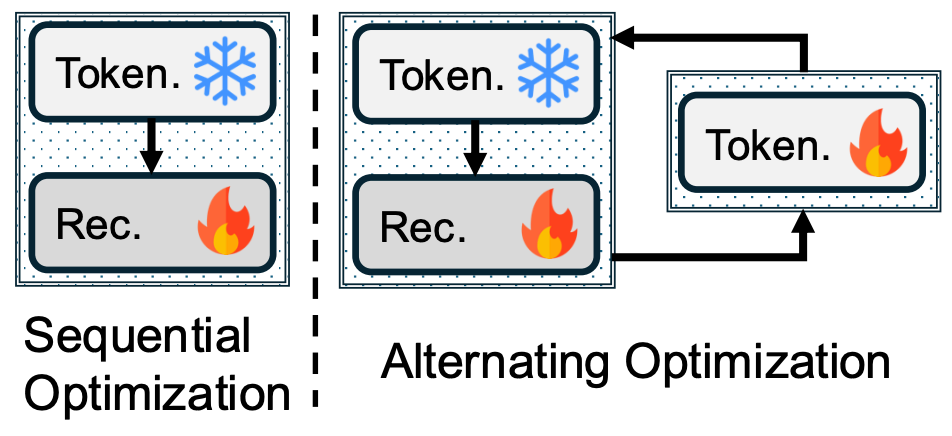 Token.
Rec.
Sequential
Optimization
Token.
Rec.
Token.
Alternating Optimization